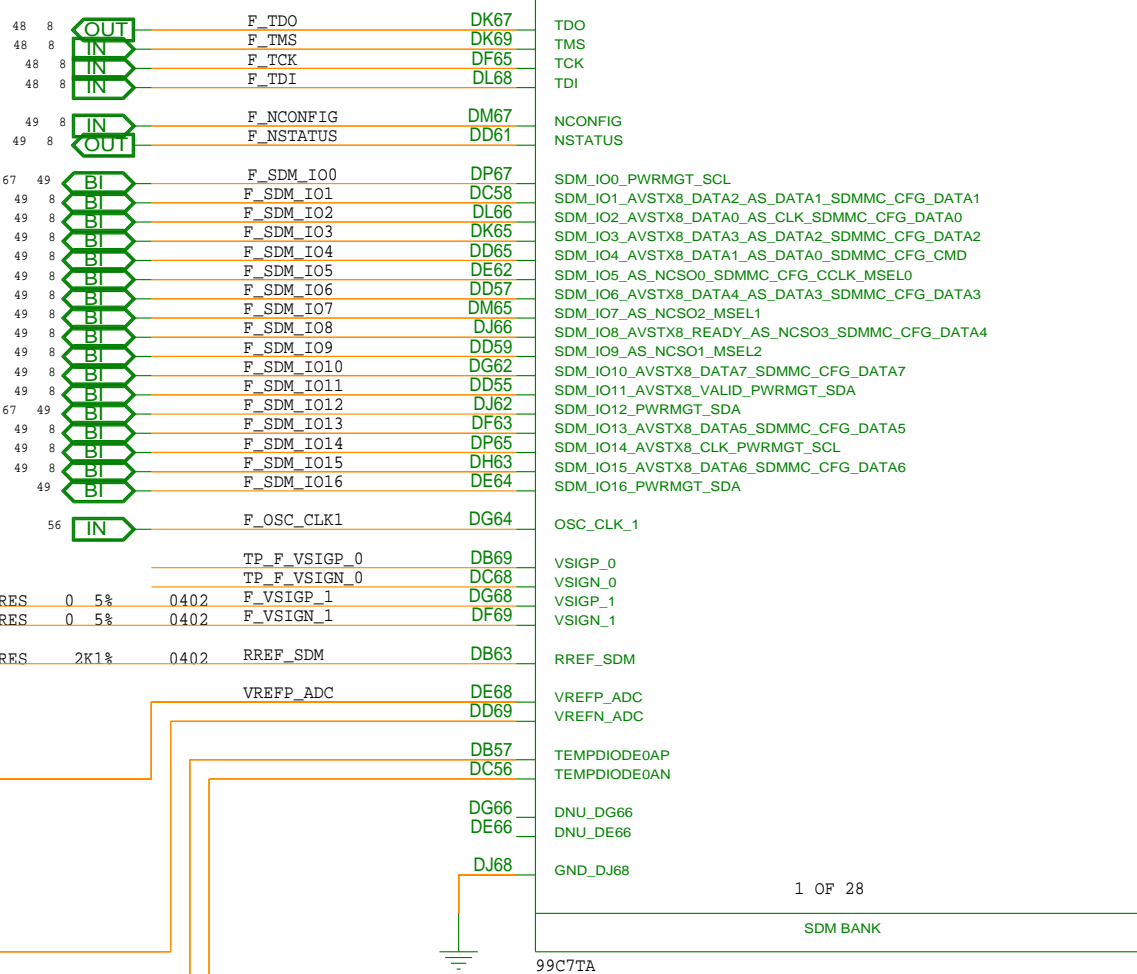 48 8 OUT F_TDO DK67 TDO
48 8 IN F_TMS DK69 TMS
48 8 IN F_TCK DF65 TCK
48 8 IN F_TDI DL68 TDI
49 8 IN F_NCONFIG DM67 NCONFIG
49 8 OUT F_NSTATUS DD61 NSTATUS
67 49 BI F_SDM_IO0 DP67 SDM_IO0_PWRMGT_SCL
49 8 BI F_SDM_IO1 DC58 SDM_IO1_AVSTX8_DATA2_AS_DATA1_SDMMC_CFG_DATA1
49 8 BI F_SDM_IO2 DL66 SDM_IO2_AVSTX8_DATA0_AS_CLK_SDMMC_CFG_DATA0
49 8 BI F_SDM_IO3 DK65 SDM_IO3_AVSTX8_DATA3_AS_DATA2_SDMMC_CFG_DATA2
49 8 BI F_SDM_IO4 DD65 SDM_IO4_AVSTX8_DATA1_AS_DATA0_SDMMC_CFG_CMD
49 8 BI F_SDM_IO5 DE62 SDM_IO5_AS_NCSO0_SDMMC_CFG_CCLK_MSEL0
49 8 BI F_SDM_IO6 DD57 SDM_IO6_AVSTX8_DATA4_AS_DATA3_SDMMC_CFG_DATA3
49 8 BI F_SDM_IO7 DM65 SDM_IO7_AS_NCSO2_MSEL1
49 8 BI F_SDM_IO8 DJ66 SDM_IO8_AVSTX8_READY_AS_NCSO3_SDMMC_CFG_DATA4
49 8 BI F_SDM_IO9 DD59 SDM_IO9_AS_NCSO1_MSEL2
49 8 BI F_SDM_IO10 DG62 SDM_IO10_AVSTX8_DATA7_SDMMC_CFG_DATA7
49 8 BI F_SDM_IO11 DD55 SDM_IO11_AVSTX8_VALID_PWRMGT_SDA
67 49 BI F_SDM_IO12 DJ62 SDM_IO12_PWRMGT_SDA
49 8 BI F_SDM_IO13 DF63 SDM_IO13_AVSTX8_DATA5_SDMMC_CFG_DATA5
49 8 BI F_SDM_IO14 DP65 SDM_IO14_AVSTX8_CLK_PWRMGT_SCL
49 8 BI F_SDM_IO15 DH63 SDM_IO15_AVSTX8_DATA6_SDMMC_CFG_DATA6
49 BI F_SDM_IO16 DE64 SDM_IO16_PWRMGT_SDA
56 IN F_OSC_CLK1 DG64 OSC_CLK_1
TP_F_VSIGP_0 DB69 VSIGP_0
TP_F_VSIGN_0 DC68 VSIGN_0
RES 0 5% 0402 F_VSIGP_1 DG68 VSIGP_1
RES 0 5% 0402 F_VSIGN_1 DF69 VSIGN_1
RES 2K1% 0402 RREF_SDM DB63 RREF_SDM
VREFP_ADC DE68 VREFP_ADC
DD69 VREFN_ADC
DB57 TEMPDIODE0AP
DC56 TEMPDIODE0AN
DG66 DNU_DG66
DE66 DNU_DE66
DJ68 GND_DJ68
1 OF 28
SDM BANK
99C7TA